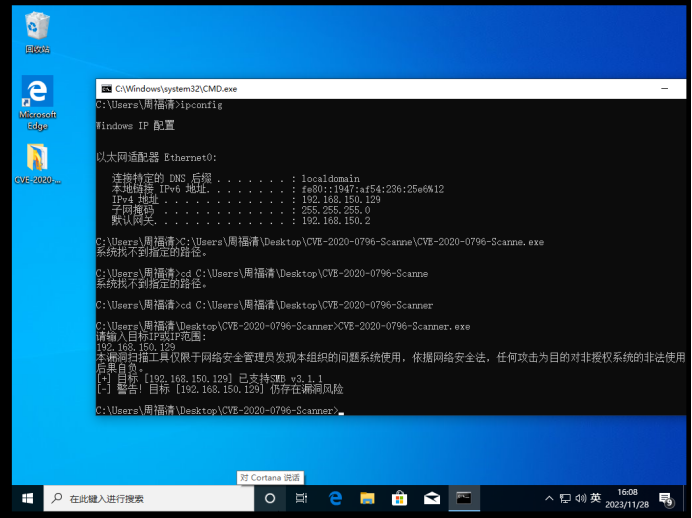 回收站
Microsoft
Edge
CVE-2020-...
C:\Windows\system32\CMD.exe
C:\Users\周福清>ipconfig
Windows IP 配置
以太网适配器 Ethernet0:
连接特定的 DNS 后缀 . . . . . . . : localdomain
本地链接 IPv6 地址. . . . . . . . : fe80::1947:af54:236:25e6%12
IPv4 地址 . . . . . . . . . . . . : 192.168.150.129
子网掩码 . . . . . . . . . . . . : 255.255.255.0
默认网关. . . . . . . . . . . . . : 192.168.150.2
C:\Users\周福清>C:\Users\周福清\Desktop\CVE-2020-0796-Scanne\CVE-2020-0796-Scanne.exe
系统找不到指定的路径。
C:\Users\周福清>cd C:\Users\周福清\Desktop\CVE-2020-0796-Scanne
系统找不到指定的路径。
C:\Users\周福清>cd C:\Users\周福清\Desktop\CVE-2020-0796-Scanner
C:\Users\周福清\Desktop\CVE-2020-0796-Scanner>CVE-2020-0796-Scanner.exe
请输入目标IP或IP范围:
192.168.150.129
本漏洞扫描工具仅限于网络安全管理员发现本组织的问题系统使用，依据网络安全法，任何攻击为目的对非授权系统的非法使用
后果自负。
[+] 目标 [192.168.150.129] 已支持SMB v3.1.1
[-] 警告! 目标 [192.168.150.129] 仍存在漏洞风险
C:\Users\周福清\Desktop\CVE-2020-0796-Scanner>
对 Cortana 说话
在此键入进行搜索
英
16:08
2023/11/28
9